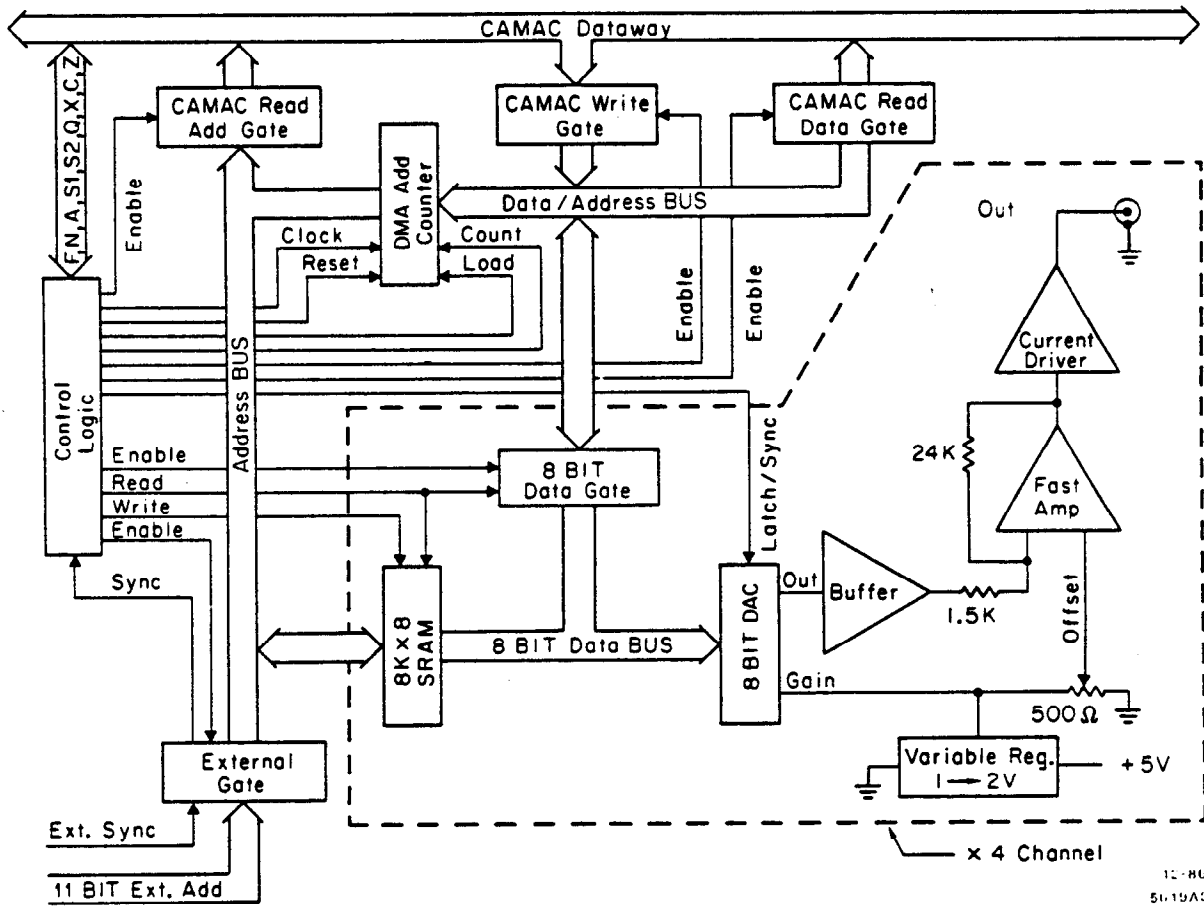 CAMAC Dataway
F,N,A,S1,S2,Q,X,C,Z
CAMAC Read
Add Gate
CAMAC Write
Gate
CAMAC Read
Data Gate
Enable
DMA Add
Counter
Data/Address BUS
Out
Clock
Count
Reset
Load
Enable
Enable
Current
Driver
Control
Logic
Address BUS
Latch/Sync
24K
Fast
Amp
Enable
Read
Write
Enable
8 BIT
Data Gate
Sync
8K×8
SRAM
8 BIT Data BUS
8 BIT DAC
Out
Buffer
1.5K
Offset
Gain
500Ω
External
Gate
Variable Reg.
1 → 2V
+5V
Ext. Sync
11 BIT Ext. Add
× 4 Channel
12-86